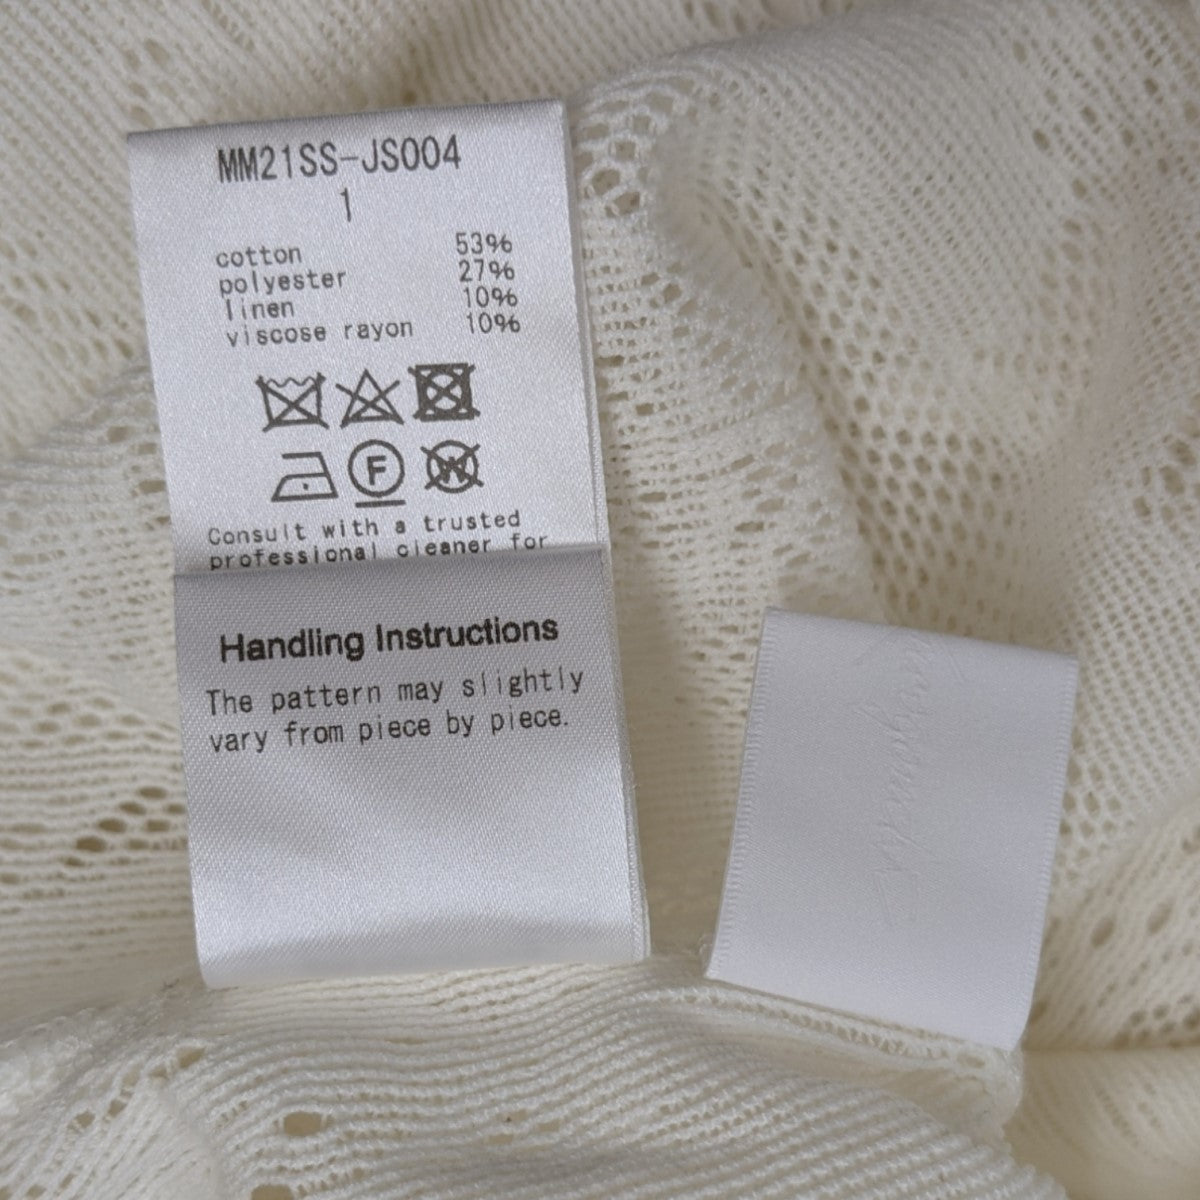 MM21SS-JS004
1
cotton 53%
polyester 27%
linen 10%
viscose rayon 10%
F
W
Consult with a trusted
professional cleaner for
Handling Instructions
The pattern may slightly
vary from piece by piece.